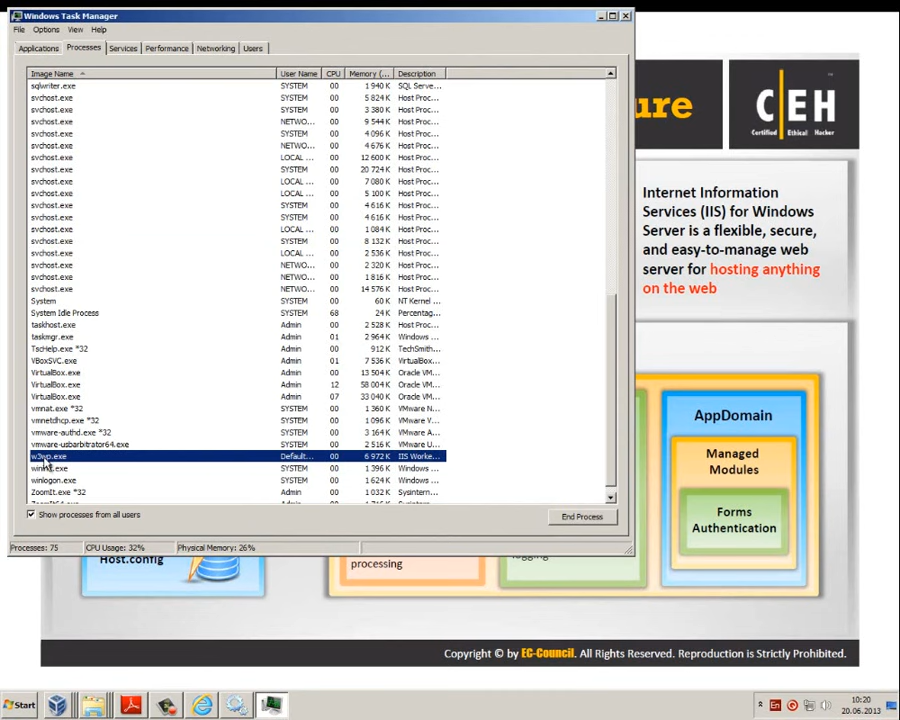 Windows Task Manager
File Options View Help
Applications Processes Services Performance Networking Users
Image Name User Name CPU Memory (... Description
sqlwriter.exe SYSTEM 00 1 940 K SQL Serve...
svchost.exe SYSTEM 00 5 824 K Host Proc...
svchost.exe SYSTEM 00 3 380 K Host Proc...
svchost.exe NETWO... 00 9 544 K Host Proc...
svchost.exe SYSTEM 00 4 096 K Host Proc...
svchost.exe NETWO... 00 4 676 K Host Proc...
svchost.exe LOCAL ... 00 12 600 K Host Proc...
svchost.exe SYSTEM 00 20 724 K Host Proc...
svchost.exe LOCAL ... 00 7 080 K Host Proc...
svchost.exe LOCAL ... 00 5 100 K Host Proc...
svchost.exe SYSTEM 00 4 616 K Host Proc...
svchost.exe SYSTEM 00 4 616 K Host Proc...
svchost.exe LOCAL ... 00 1 084 K Host Proc...
svchost.exe SYSTEM 00 8 132 K Host Proc...
svchost.exe LOCAL ... 00 2 536 K Host Proc...
svchost.exe NETWO... 00 2 320 K Host Proc...
svchost.exe NETWO... 00 1 816 K Host Proc...
svchost.exe NETWO... 00 14 576 K Host Proc...
System SYSTEM 00 60 K NT Kernel ...
System Idle Process SYSTEM 68 24 K Percentag...
taskhost.exe Admin 00 2 528 K Host Proc...
taskmgr.exe Admin 01 2 964 K Windows ...
TscHelp.exe *32 Admin 00 912 K TechSmith...
VBoxSVC.exe Admin 01 7 536 K VirtualBox...
VirtualBox.exe Admin 00 13 504 K Oracle VM...
VirtualBox.exe Admin 12 58 004 K Oracle VM...
VirtualBox.exe Admin 07 33 040 K Oracle VM...
vmnat.exe *32 SYSTEM 00 1 360 K VMware N...
vmnetdhcp.exe *32 SYSTEM 00 1 096 K VMware V...
vmware-authd.exe *32 SYSTEM 00 3 164 K VMware A...
vmware-usbarbitrator64.exe SYSTEM 00 2 516 K VMware U...
w3wp.exe Default... 00 6 972 K IIS Worke...
SYSTEM 00 1 396 K Windows ...
winlogon.exe SYSTEM 00 1 624 K Windows ...
ZoomIt.exe *32 Admin 00 1 032 K Sysintern...
Show processes from all users
End Process
Processes: 75 CPU Usage: 32% Physical Memory: 26%
ure
CEH
Certified Ethical Hacker
Internet Information
Services (IIS) for Windows
Server is a flexible, secure,
and easy-to-manage web
server for hosting anything
on the web
AppDomain
Managed
Modules
Forms
Authentication
Host.config
processing
logging
Copyright © by EC-Council. All Rights Reserved. Reproduction is Strictly Prohibited.
Start
En
10:20
20.06.2013